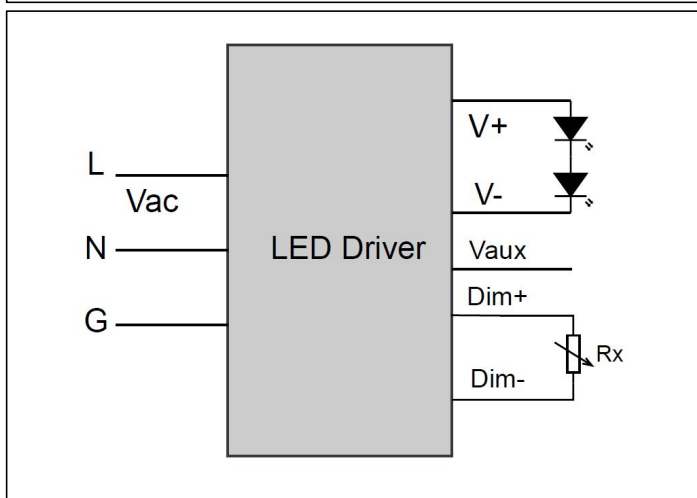 L
Vac
N
G
LED Driver
V+
V-
Vaux
Dim+
Rx
Dim-